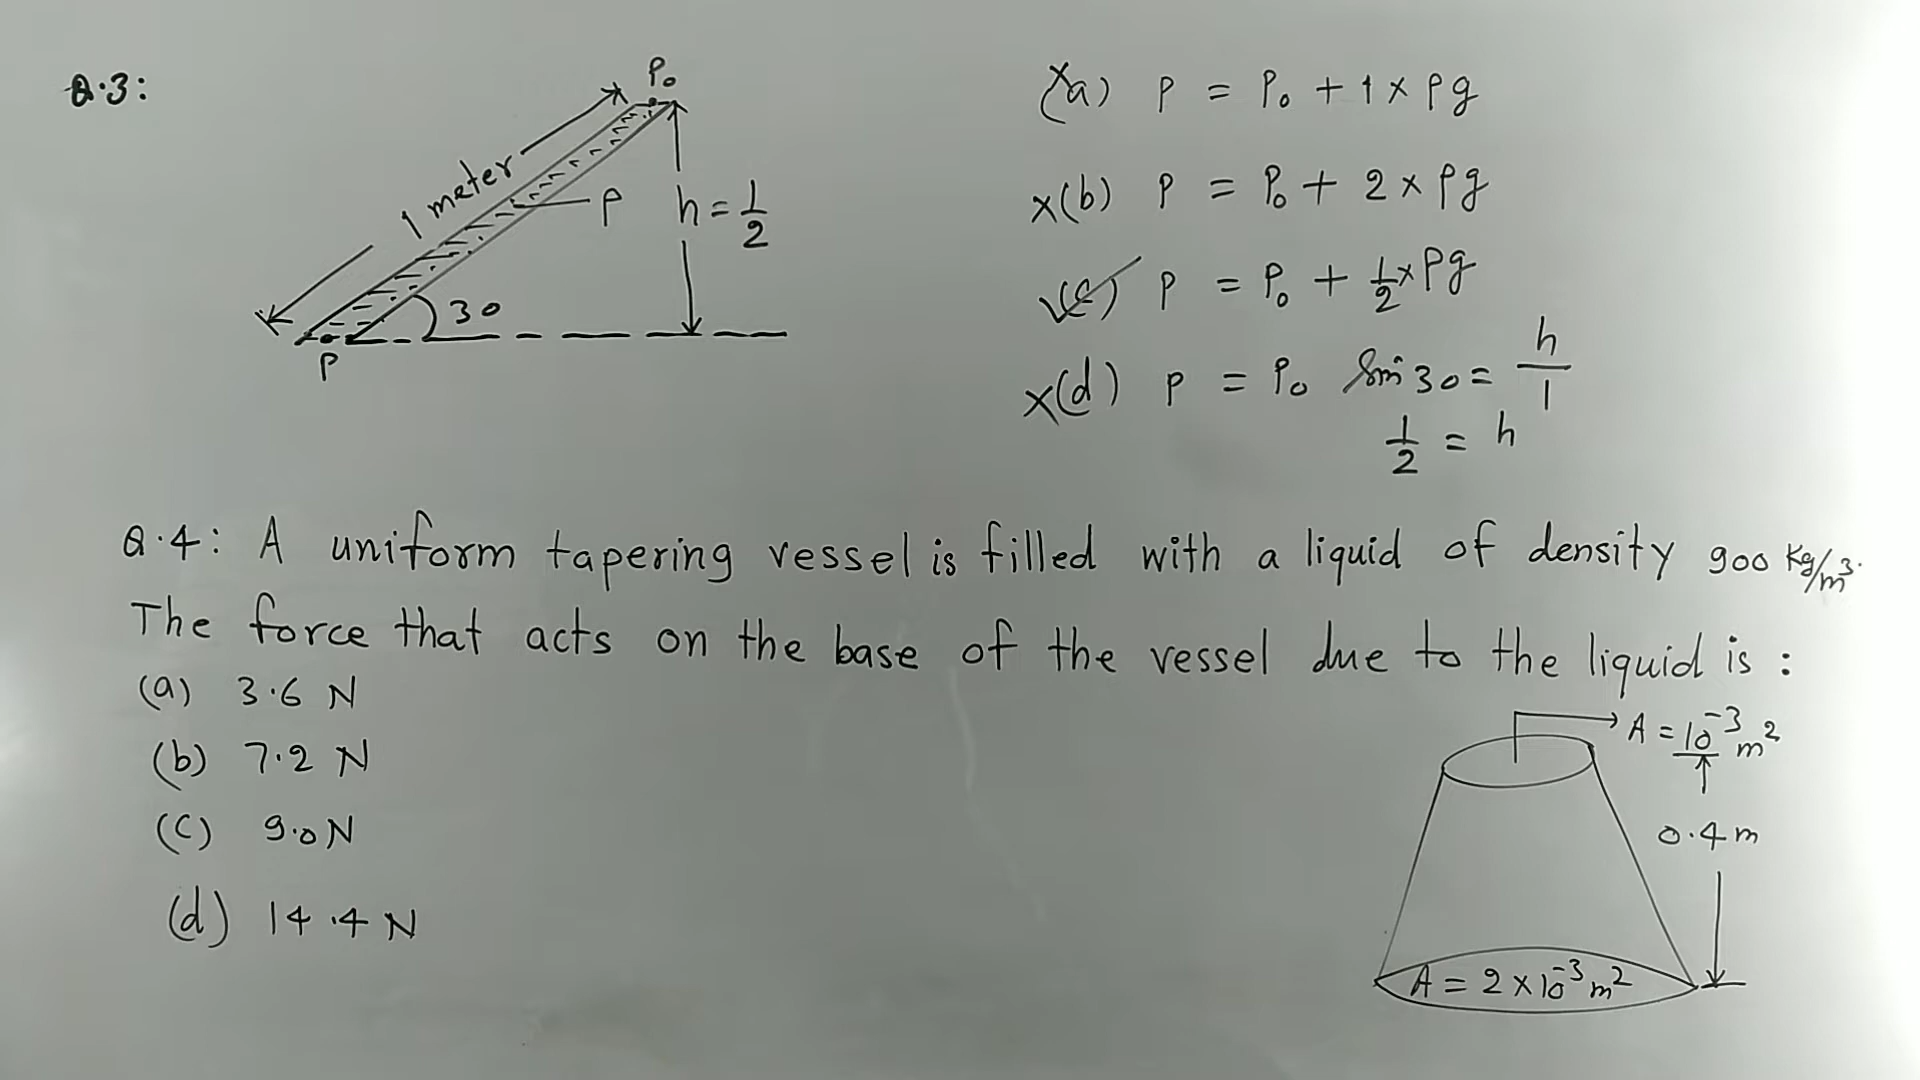 Q.3:
P₀
1 meter
ρ
h = 1/2
30
P
x(a) P = P₀ + 1 × ρg
x(b) P = P₀ + 2 × ρg
✓(c) P = P₀ + 1/2 × ρg
x(d) P = P₀
Sin 30 = h/1
1/2 = h
Q.4: A uniform tapering vessel is filled with a liquid of density 900 Kg/m³.
The force that acts on the base of the vessel due to the liquid is :
(a) 3.6 N
(b) 7.2 N
(c) 9.0 N
(d) 14.4 N
A = 10⁻³ m²
0.4 m
A = 2 × 10⁻³ m²